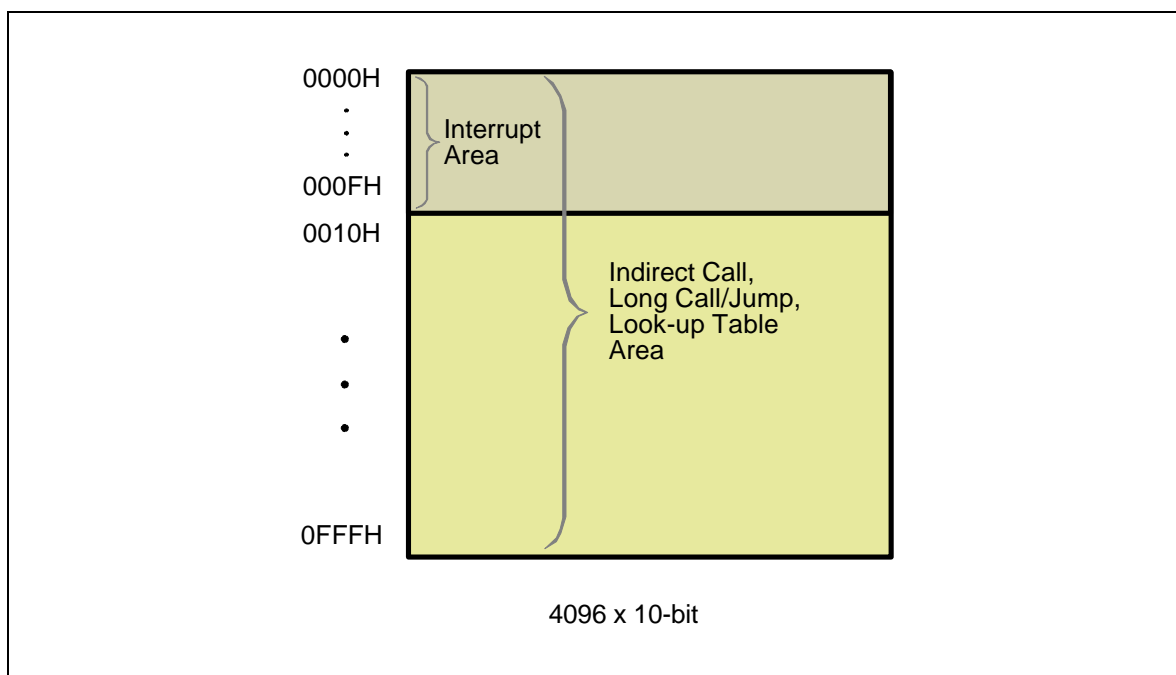 0000H
000FH
0010H
0FFFH
Interrupt
Area
Indirect Call,
Long Call/Jump,
Look-up Table
Area
4096 x 10-bit